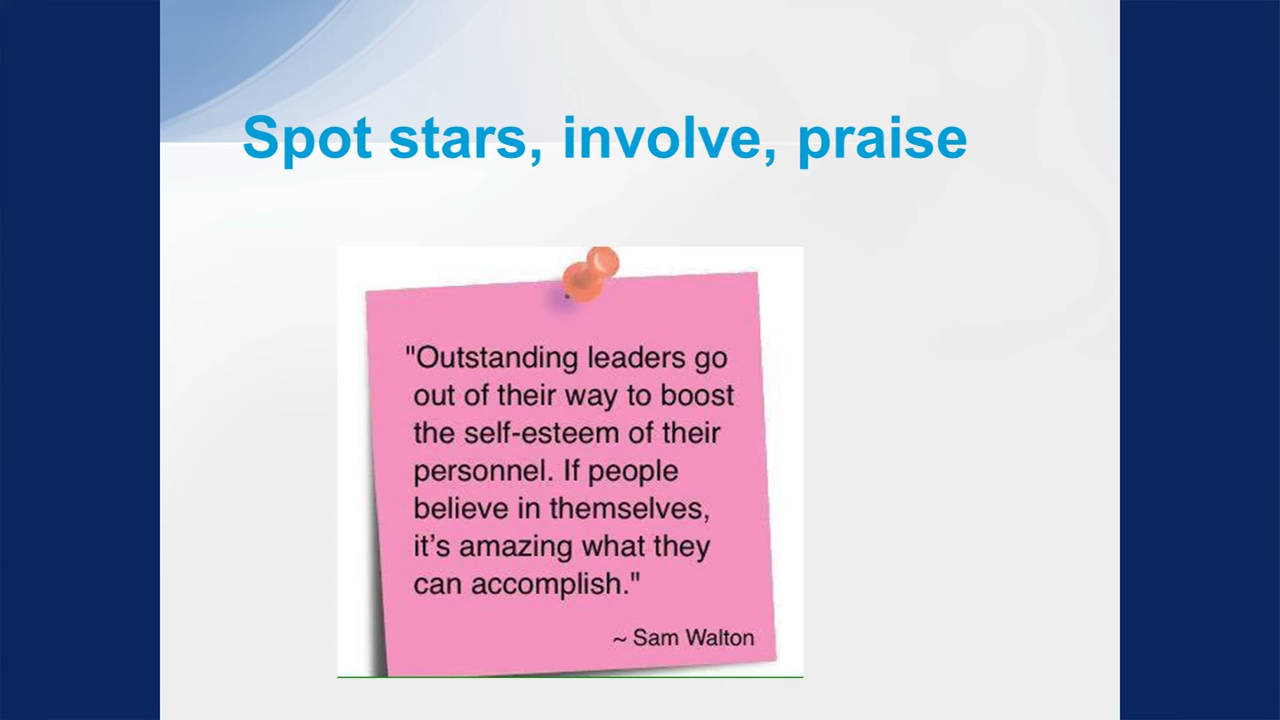 Spot stars, involve, praise
"Outstanding leaders go
out of their way to boost
the self-esteem of their
personnel. If people
believe in themselves,
it’s amazing what they
can accomplish."
~ Sam Walton